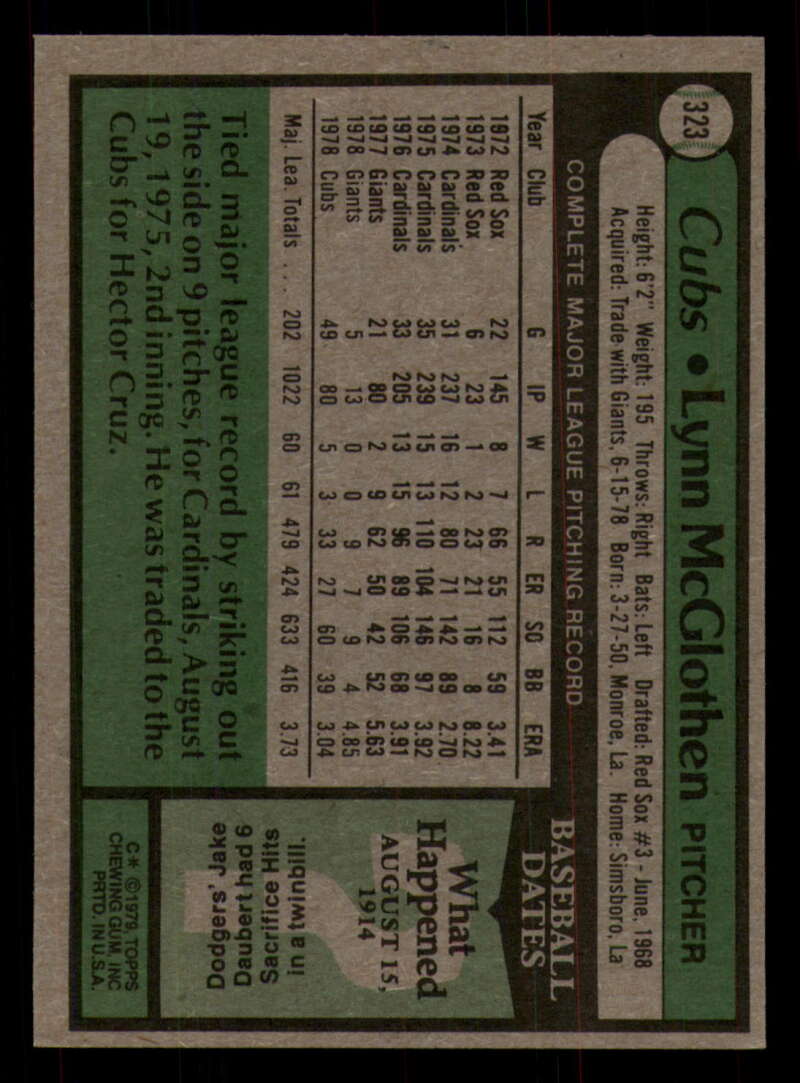 323
Cubs • Lynn McGlothen PITCHER
Height: 6'2" Weight: 195 Throws: Right Bats: Left Drafted: Red Sox #3 - June, 1968
Acquired: Trade with Giants, 6-15-78 Born: 3-27-50, Monroe, La. Home: Simsboro, La
COMPLETE MAJOR LEAGUE PITCHING RECORD
Year Club G IP W L R ER SO BB ERA
1972 Red Sox 22 145 8 7 66 55 112 59 3.41
1973 Red Sox 6 23 1 2 23 21 16 8 8.22
1974 Cardinals 31 237 16 12 80 71 142 89 2.70
1975 Cardinals 35 239 15 13 110 104 146 97 3.92
1976 Cardinals 33 205 13 15 96 89 106 68 3.91
1977 Giants 21 80 2 9 62 50 42 52 5.63
1978 Giants 5 13 0 0 9 7 9 4 4.85
1978 Cubs 49 80 5 3 33 27 60 39 3.04
Maj. Lea. Totals . . . 202 1022 60 61 479 424 633 416 3.73
Tied major league record by striking out
the side on 9 pitches, for Cardinals, August
19, 1975, 2nd inning. He was traded to the
Cubs for Hector Cruz.
BASEBALL
DATES
What
Happened
AUGUST 15,
1914
Dodgers' Jake
Daubert had 6
Sacrifice Hits
in a twinbill.
C* ©1979, TOPPS
CHEWING GUM, INC
PRTD. IN U.S.A.